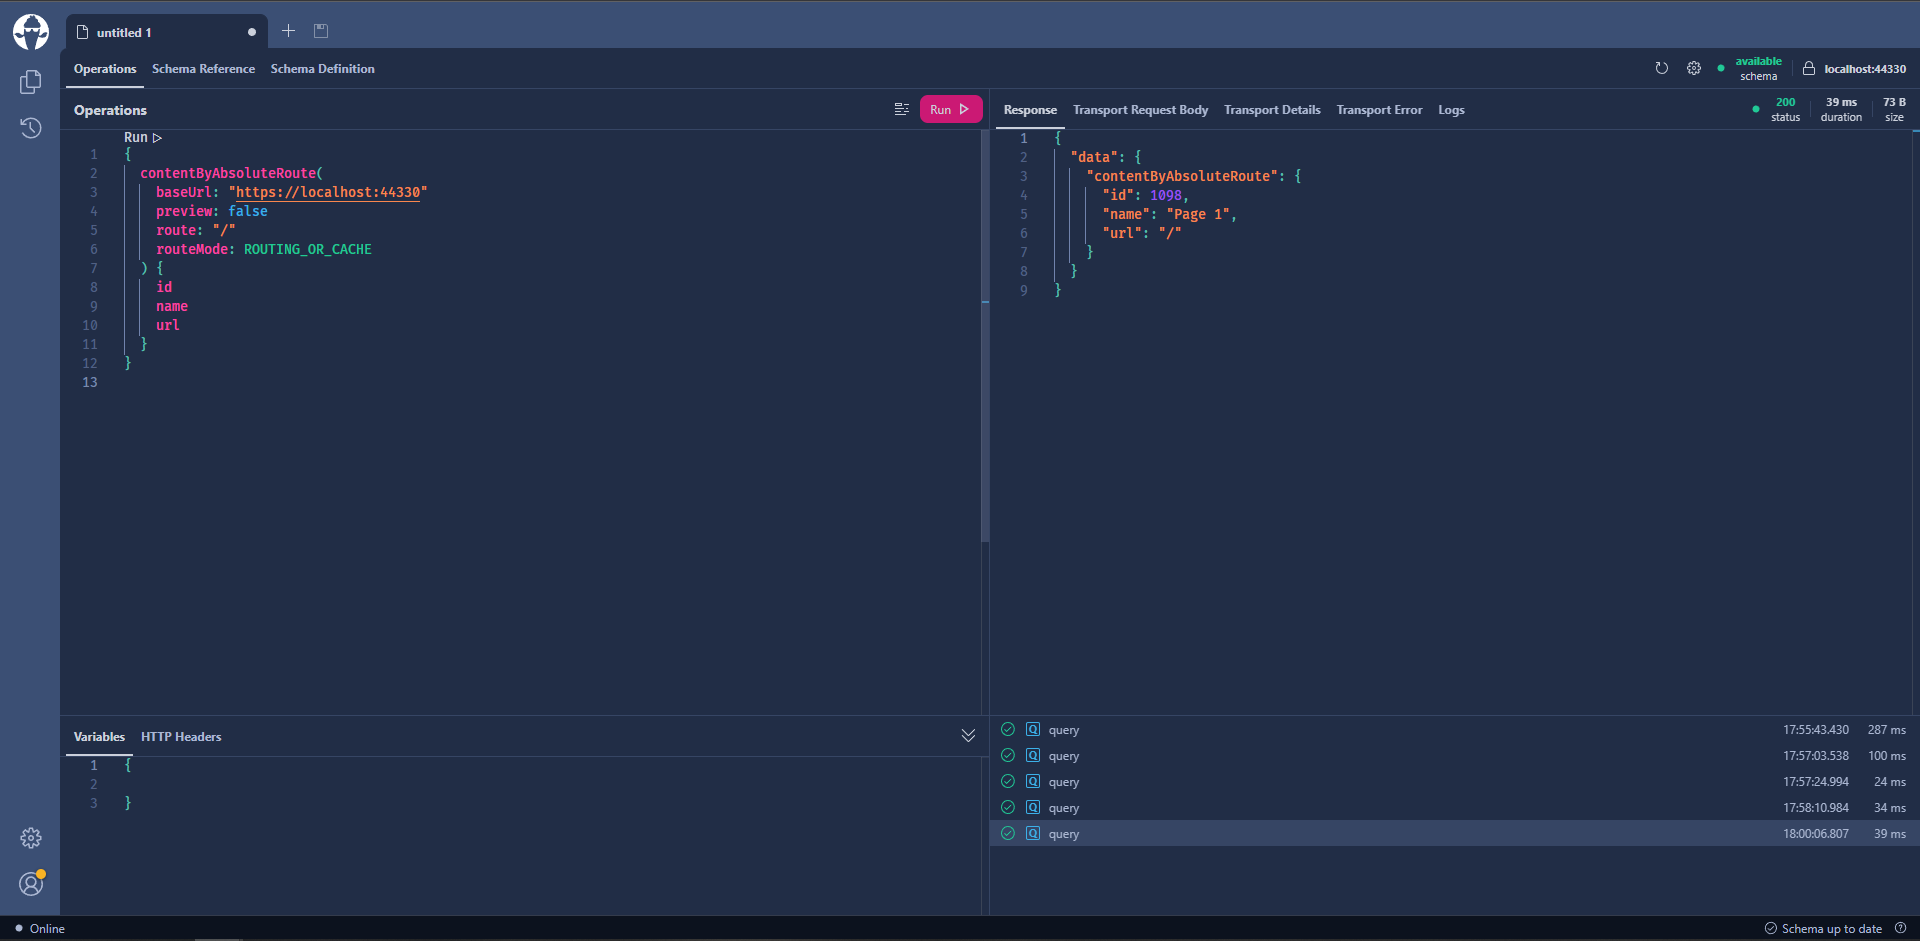 untitled 1
Operations Schema Reference Schema Definition
available
schema
localhost:44330
Operations
Run
Response Transport Request Body Transport Details Transport Error Logs
200
status
39 ms
duration
73 B
size
Run
1 {
2 contentByAbsoluteRoute(
3 baseUrl: "https://localhost:44330"
4 preview: false
5 route: "/"
6 routeMode: ROUTING_OR_CACHE
7 ) {
8 id
9 name
10 url
11 }
12 }
13
1 {
2 "data": {
3 "contentByAbsoluteRoute": {
4 "id": 1098,
5 "name": "Page 1",
6 "url": "/"
7 }
8 }
9 }
Variables HTTP Headers
1 {
2
3 }
Q query 17:55:43.430 287 ms
Q query 17:57:03.538 100 ms
Q query 17:57:24.994 24 ms
Q query 17:58:10.984 34 ms
Q query 18:00:06.807 39 ms
Online
Schema up to date